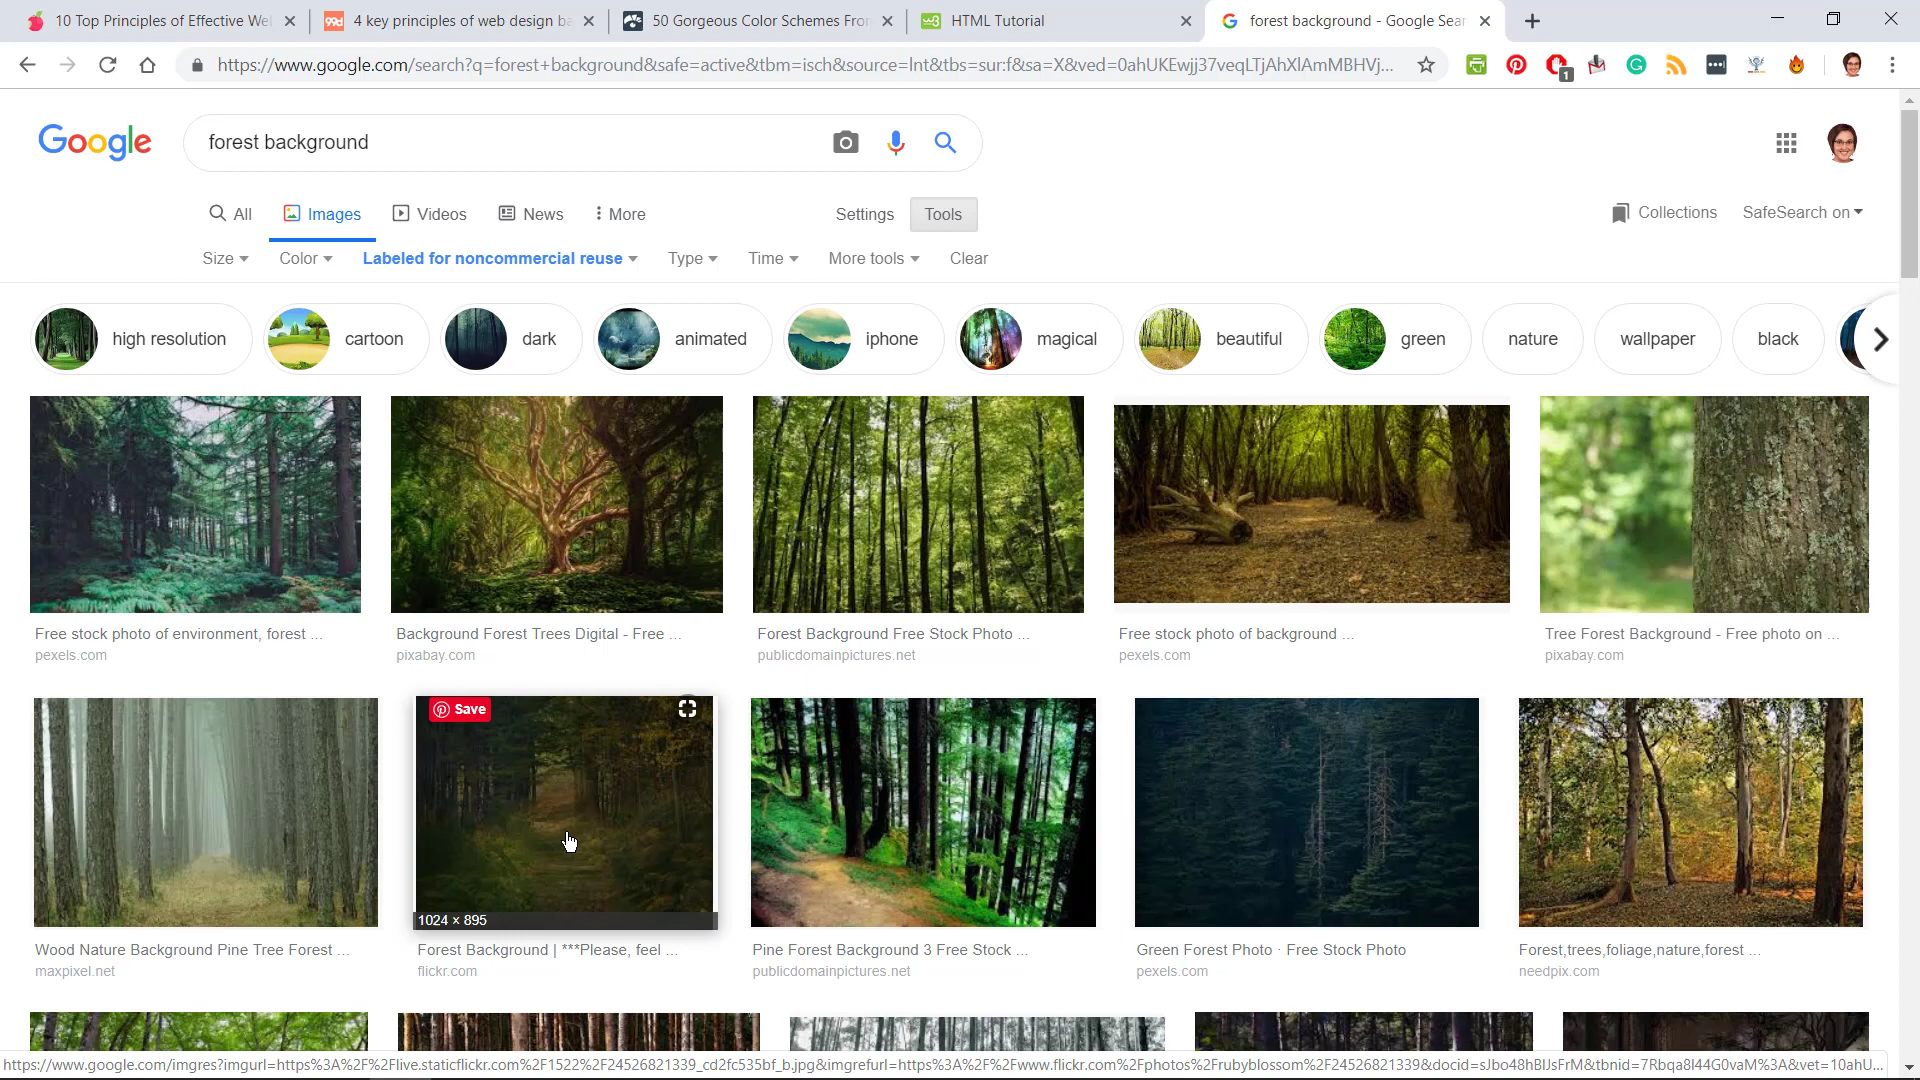 10 Top Principles of Effective We
4 key principles of web design ba
50 Gorgeous Color Schemes Fro
HTML Tutorial
forest background - Google Sear
https://www.google.com/search?q=forest+background&safe=active&tbm=isch&source=lnt&tbs=sur:f&sa=X&ved=0ahUKEwjj37veqLTjAhXlAmMBHVj...
1
Google
forest background
All
Images
Videos
News
More
Settings
Tools
Collections
SafeSearch on
Size
Color
Labeled for noncommercial reuse
Type
Time
More tools
Clear
high resolution
cartoon
dark
animated
iphone
magical
beautiful
green
nature
wallpaper
black
Free stock photo of environment, forest ...
pexels.com
Background Forest Trees Digital - Free ...
pixabay.com
Forest Background Free Stock Photo ...
publicdomainpictures.net
Free stock photo of background ...
pexels.com
Tree Forest Background - Free photo on ...
pixabay.com
Save
1024 × 895
Wood Nature Background Pine Tree Forest ...
maxpixel.net
Forest Background | ***Please, feel ...
flickr.com
Pine Forest Background 3 Free Stock ...
publicdomainpictures.net
Green Forest Photo · Free Stock Photo
pexels.com
Forest,trees,foliage,nature,forest ...
needpix.com
https://www.google.com/imgres?imgurl=https%3A%2F%2Flive.staticflickr.com%2F1522%2F24526821339_cd2fc535bf_b.jpg&imgrefurl=https%3A%2F%2Fwww.flickr.com%2Fphotos%2Frubyblossom%2F24526821339&docid=sJbo48hBIJsFrM&tbnid=7Rbqa8I44G0vaM%3A&vet=10ahU...